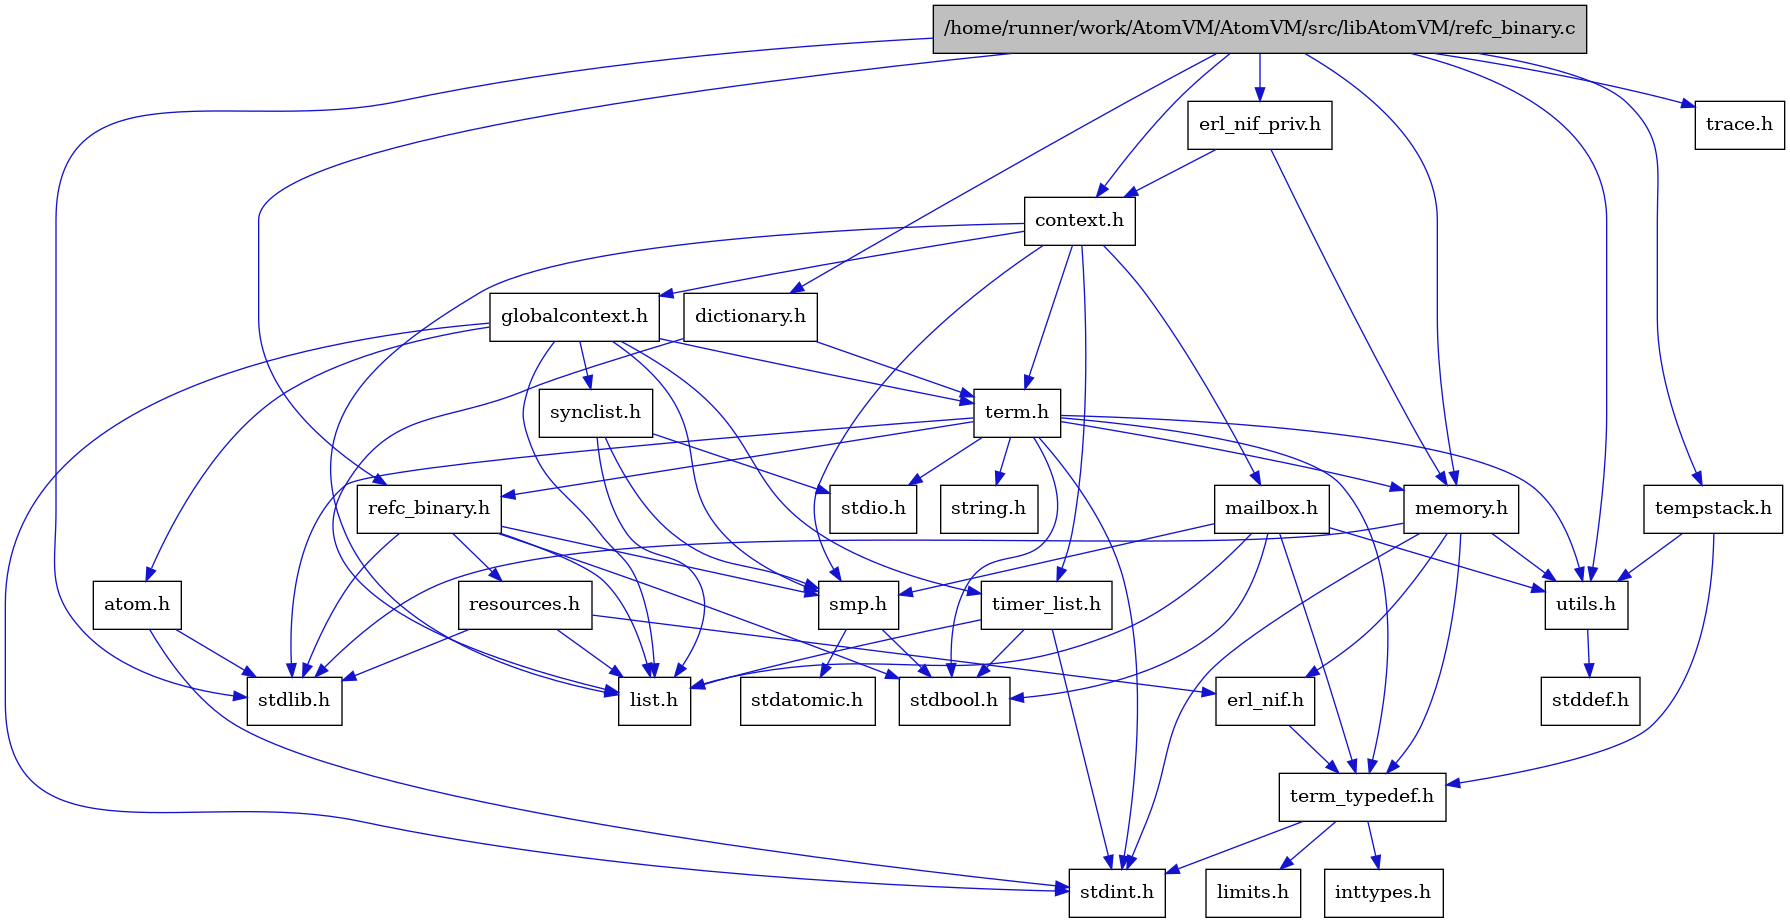 /home/runner/work/AtomVM/AtomVM/src/libAtomVM/refc_binary.c
erl_nif_priv.h
trace.h
context.h
globalcontext.h
dictionary.h
synclist.h
term.h
refc_binary.h
stdio.h
string.h
mailbox.h
memory.h
tempstack.h
atom.h
resources.h
smp.h
timer_list.h
utils.h
stdlib.h
list.h
stdatomic.h
stdbool.h
erl_nif.h
stddef.h
term_typedef.h
stdint.h
limits.h
inttypes.h